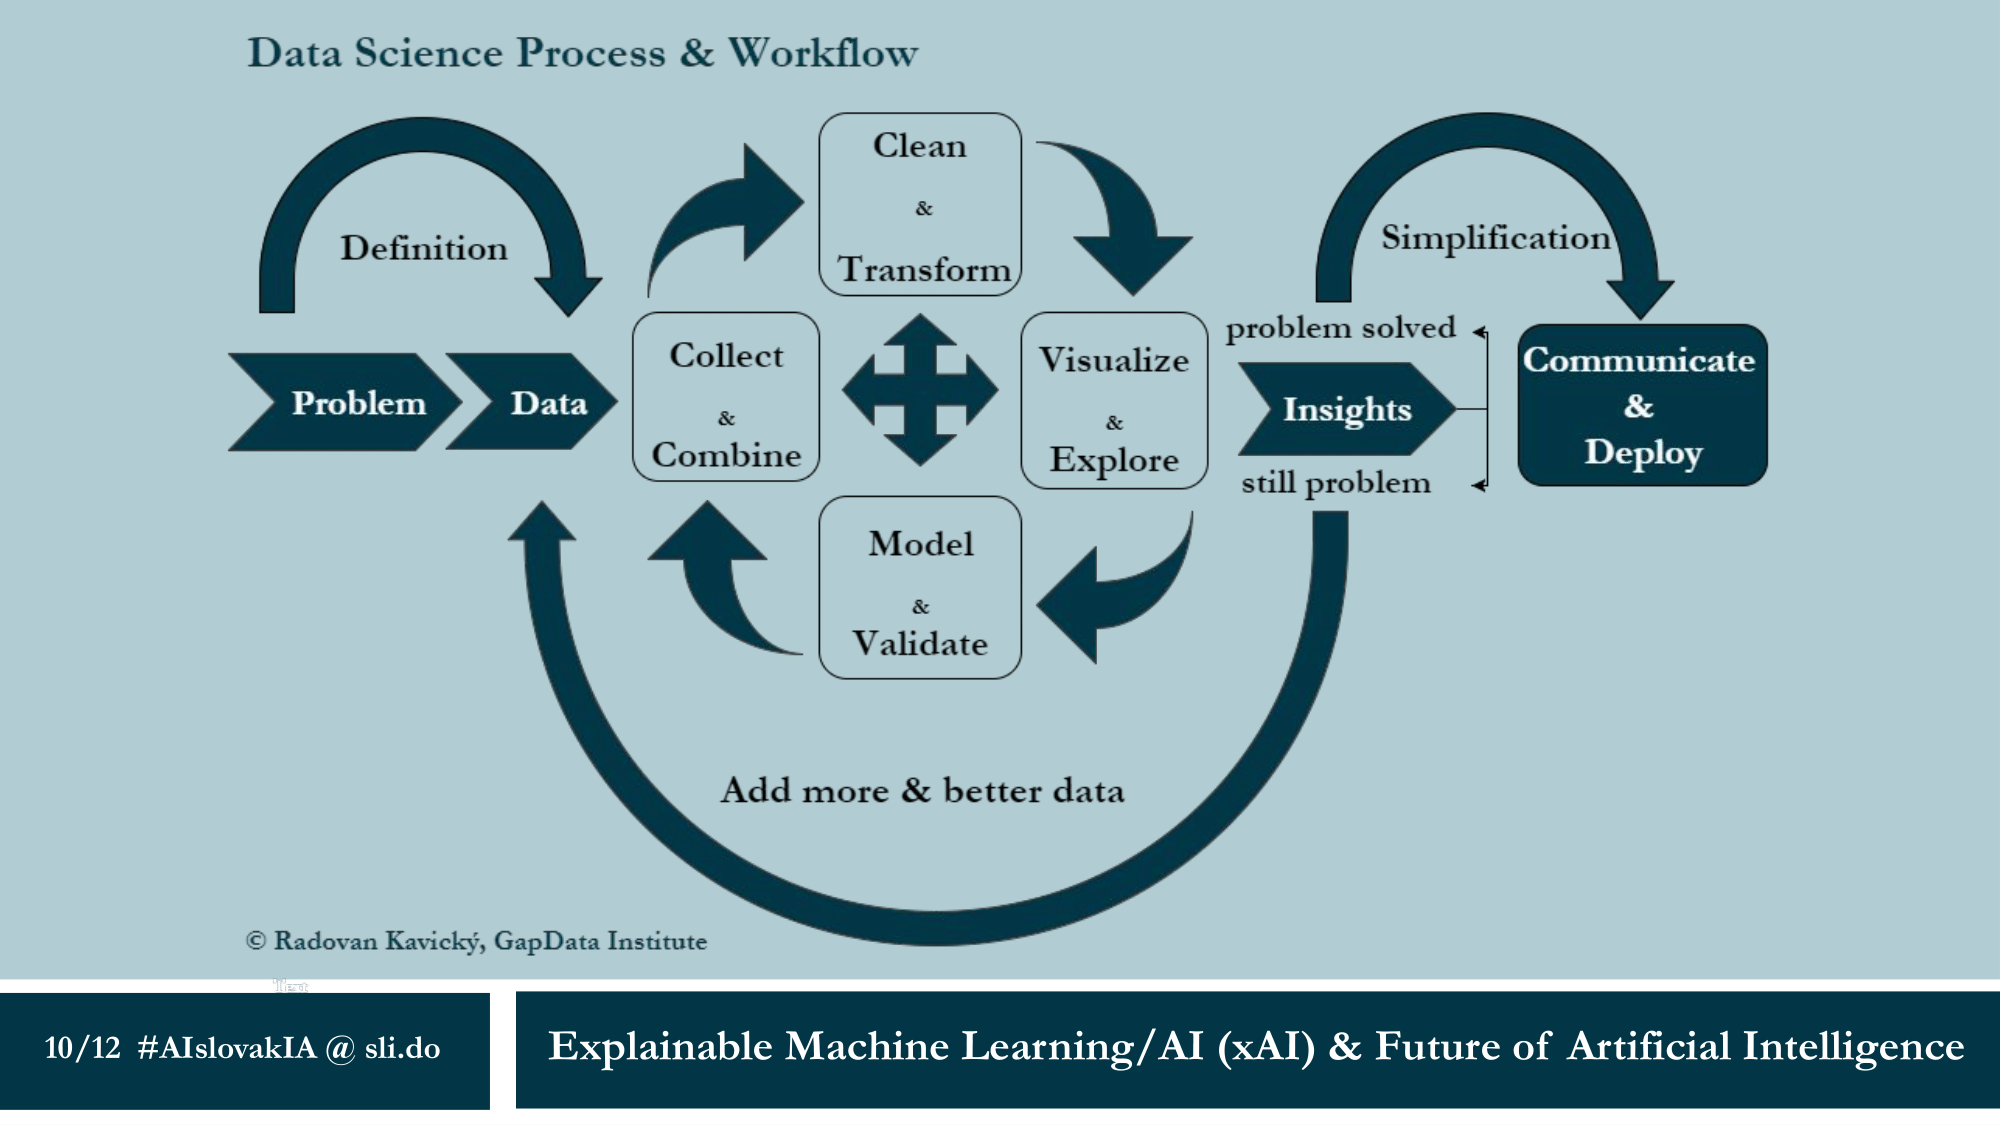 Data Science Process & Workflow
Definition
Problem
Data
Collect
&
Combine
Clean
&
Transform
Visualize
&
Explore
Model
&
Validate
problem solved
Insights
still problem
Simplification
Communicate
&
Deploy
Add more & better data
© Radovan Kavický, GapData Institute
Text
10/12 #AIslovakIA @ sli.do
Explainable Machine Learning/AI (xAI) & Future of Artificial Intelligence